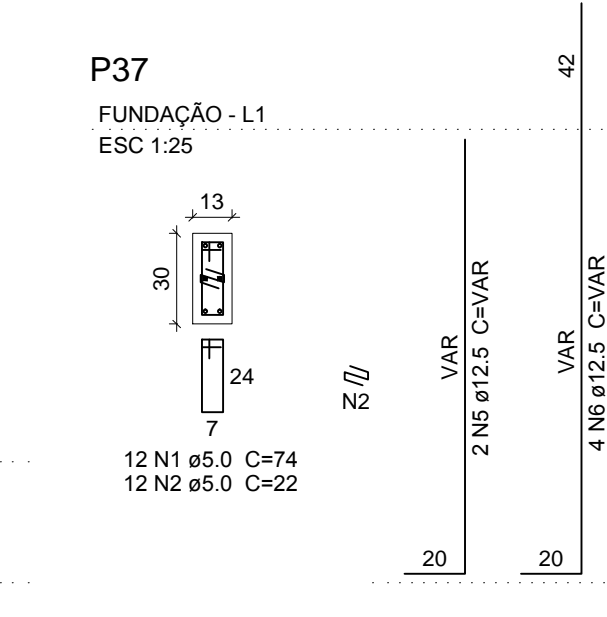 P37
FUNDAÇÃO - L1
ESC 1:25
13
30
24
7
12 N1 ø5.0 C=74
12 N2 ø5.0 C=22
N2
VAR
2 N5 ø12.5 C=VAR
20
42
VAR
4 N6 ø12.5 C=VAR
20